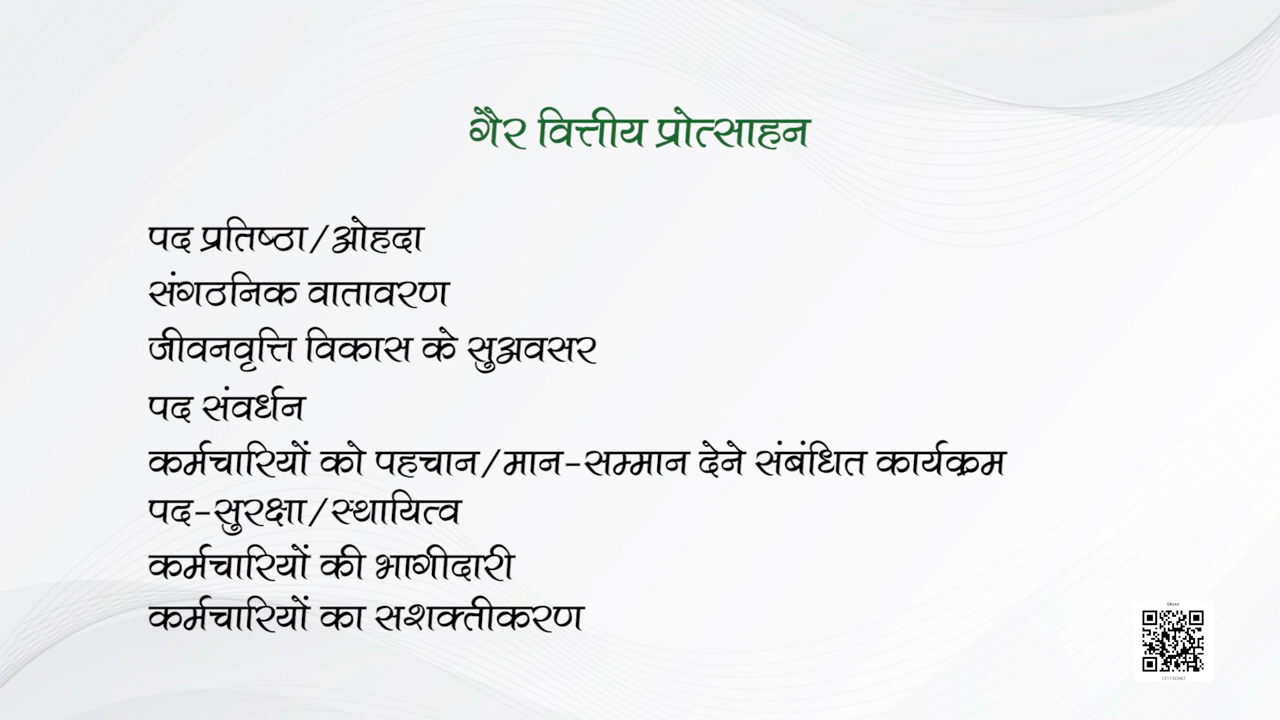 गैर वित्तीय प्रोत्साहन
पद प्रतिष्ठा/ओहदा
संगठनिक वातावरण
जीवनवृत्ति विकास के सुअवसर
पद संवर्धन
कर्मचारियों को पहचान/मान-सम्मान देने संबंधित कार्यक्रम
पद-सुरक्षा/स्थायित्व
कर्मचारियों की भागीदारी
कर्मचारियों का सशक्तीकरण